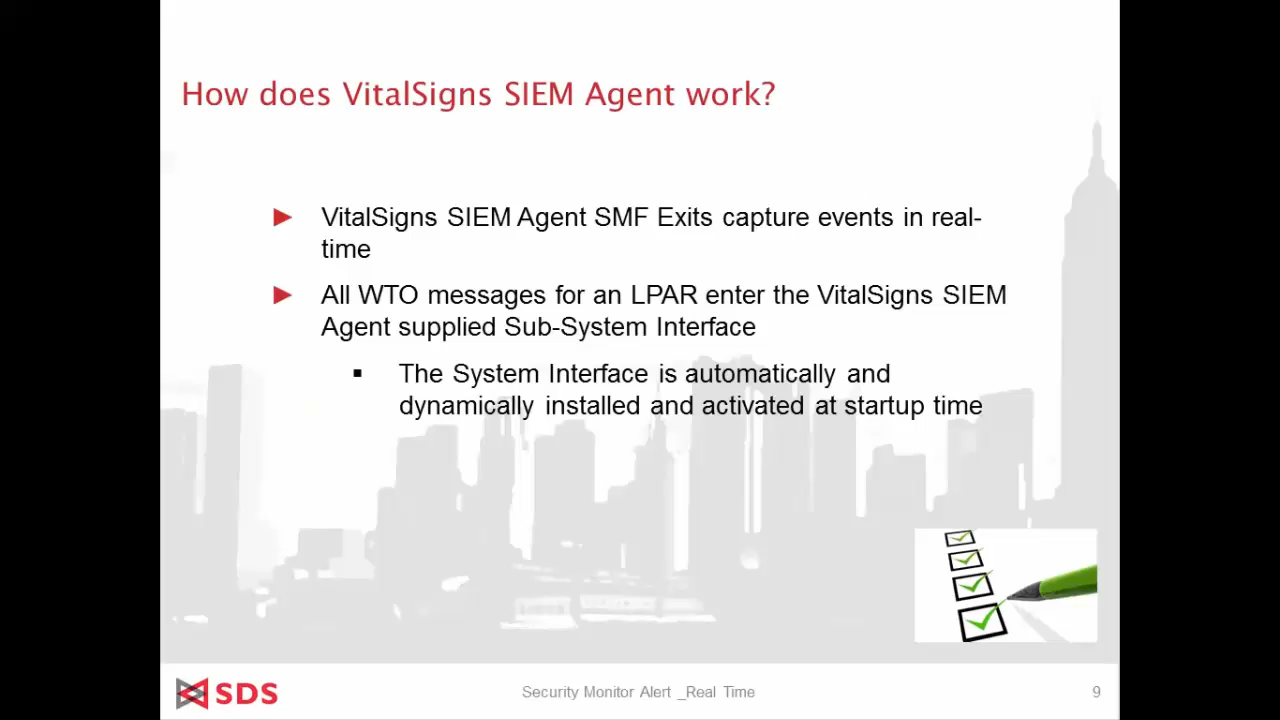 How does VitalSigns SIEM Agent work?
► VitalSigns SIEM Agent SMF Exits capture events in real-
time
► All WTO messages for an LPAR enter the VitalSigns SIEM
Agent supplied Sub-System Interface
▪ The System Interface is automatically and
dynamically installed and activated at startup time
SDS
Security Monitor Alert _Real Time
9